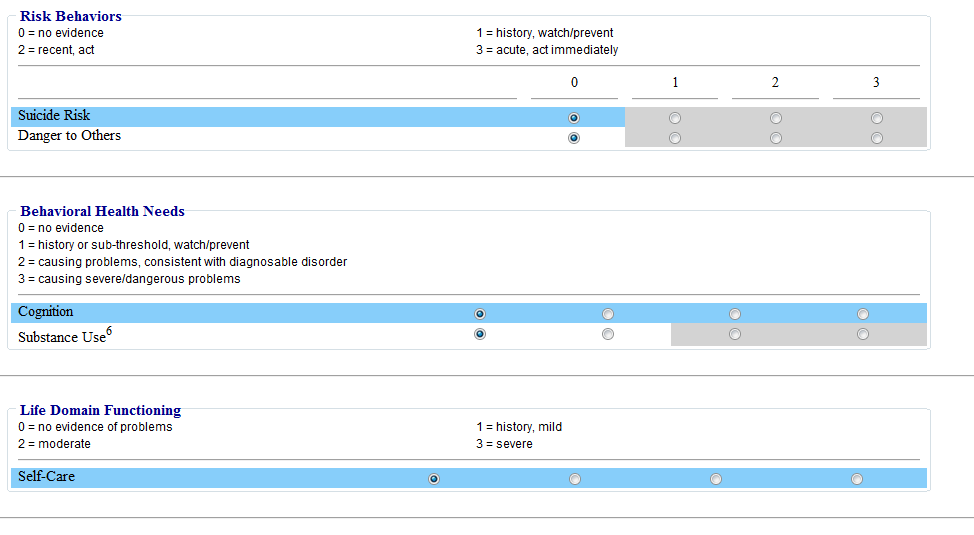 Risk Behaviors
0 = no evidence 1 = history, watch/prevent
2 = recent, act 3 = acute, act immediately
0 1 2 3
Suicide Risk
Danger to Others
Behavioral Health Needs
0 = no evidence
1 = history or sub-threshold, watch/prevent
2 = causing problems, consistent with diagnosable disorder
3 = causing severe/dangerous problems
Cognition
Substance Use6
Life Domain Functioning
0 = no evidence of problems 1 = history, mild
2 = moderate 3 = severe
Self-Care